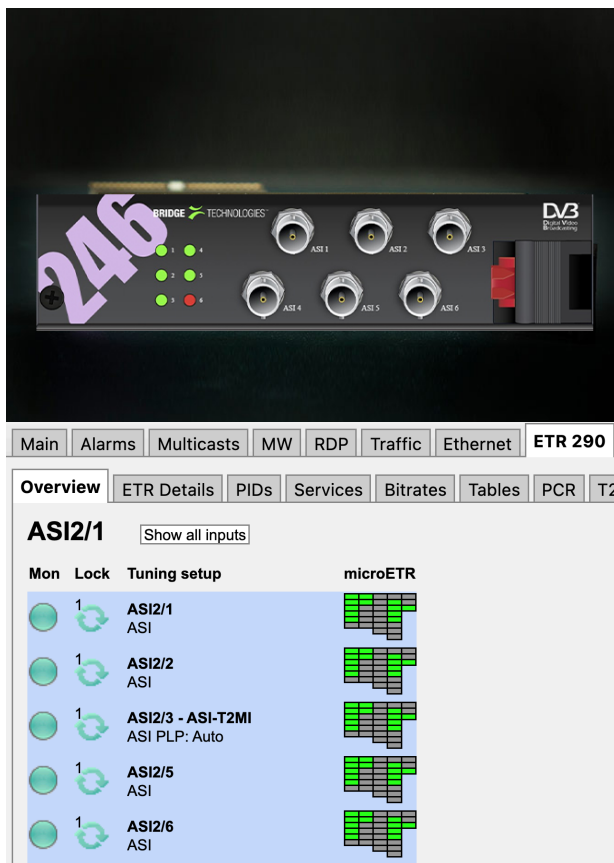 246
BRIDGE TECHNOLOGIES
DVB
Digital Video
Broadcasting
ASI 1
ASI 2
ASI 3
1 4
2 5
3 6
ASI 4
ASI 5
ASI 6
Main Alarms Multicasts MW RDP Traffic Ethernet ETR 290
Overview ETR Details PIDs Services Bitrates Tables PCR T2
ASI2/1 Show all inputs
Mon Lock Tuning setup microETR
1 ASI2/1
ASI
1 ASI2/2
ASI
1 ASI2/3 - ASI-T2MI
ASI PLP: Auto
1 ASI2/5
ASI
1 ASI2/6
ASI